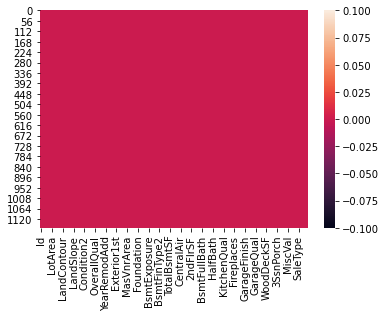 0
56
112
168
224
280
336
392
448
504
560
616
672
728
784
840
896
952
1008
1064
1120
Id
LotArea
LandContour
LandSlope
Condition2
OverallQual
YearRemodAdd
Exterior1st
MasVnrArea
Foundation
BsmtExposure
BsmtFinType2
TotalBsmtSF
CentralAir
2ndFlrSF
BsmtFullBath
HalfBath
KitchenQual
Fireplaces
GarageFinish
GarageQual
WoodDeckSF
3SsnPorch
MiscVal
SaleType
0.100
0.075
0.050
0.025
0.000
−0.025
−0.050
−0.075
−0.100